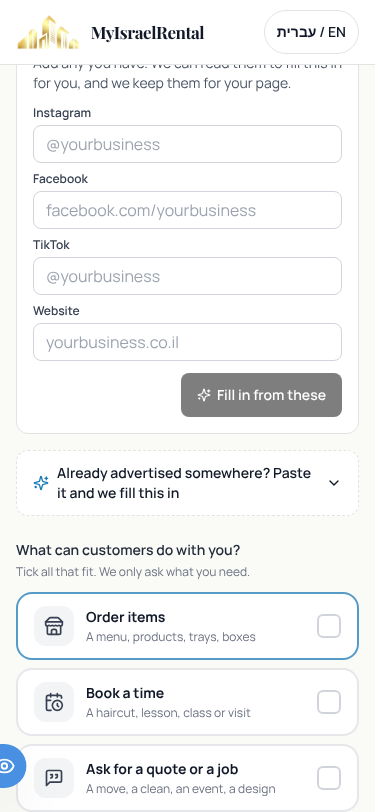 MyIsraelRental
עברית / EN
Add any you have. We can read them to fill this in
for you, and we keep them for your page.
Instagram
@yourbusiness
Facebook
facebook.com/yourbusiness
TikTok
@yourbusiness
Website
yourbusiness.co.il
Fill in from these
Already advertised somewhere? Paste
it and we fill this in
What can customers do with you?
Tick all that fit. We only ask what you need.
Order items
A menu, products, trays, boxes
Book a time
A haircut, lesson, class or visit
Ask for a quote or a job
A move, a clean, an event, a design